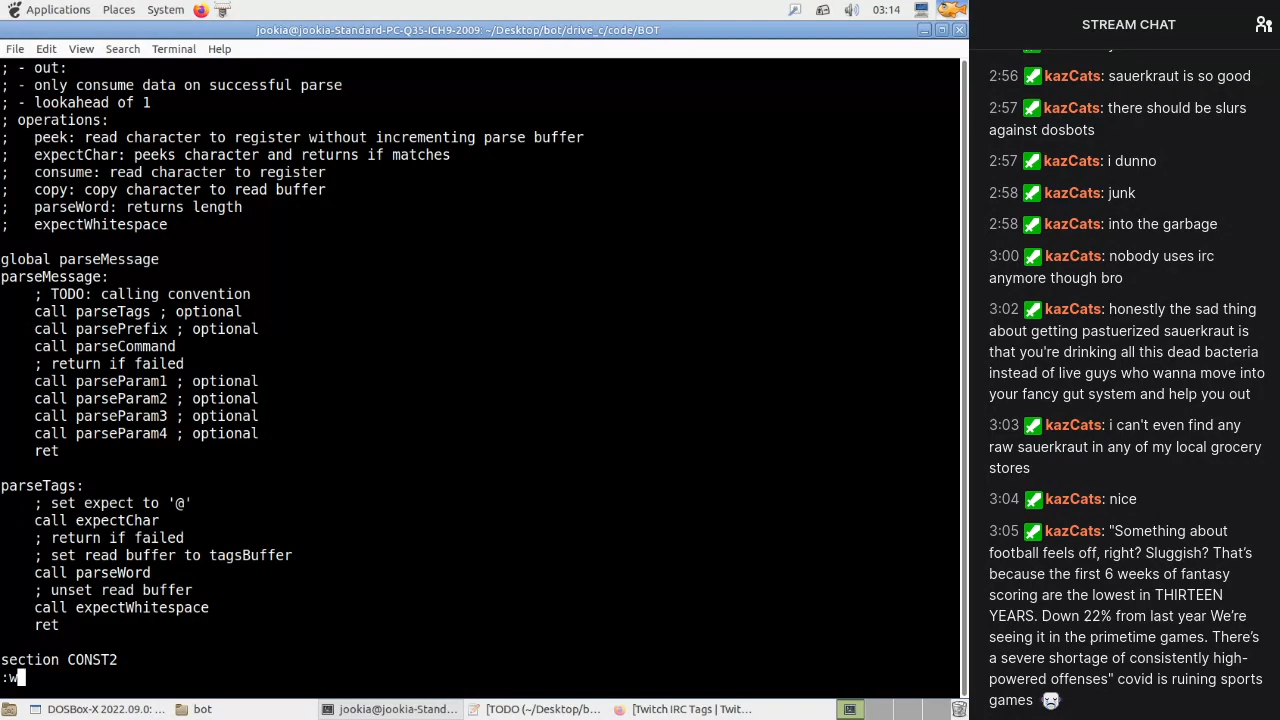 Applications Places System 03:14
jookia@jookia-Standard-PC-Q35-ICH9-2009: ~/Desktop/bot/drive_c/code/BOT
File Edit View Search Terminal Help
; - out:
; - only consume data on successful parse
; - lookahead of 1
; operations:
;   peek: read character to register without incrementing parse buffer
;   expectChar: peeks character and returns if matches
;   consume: read character to register
;   copy: copy character to read buffer
;   parseWord: returns length
;   expectWhitespace
global parseMessage
parseMessage:
    ; TODO: calling convention
    call parseTags ; optional
    call parsePrefix ; optional
    call parseCommand
    ; return if failed
    call parseParam1 ; optional
    call parseParam2 ; optional
    call parseParam3 ; optional
    call parseParam4 ; optional
    ret
parseTags:
    ; set expect to '@'
    call expectChar
    ; return if failed
    ; set read buffer to tagsBuffer
    call parseWord
    ; unset read buffer
    call expectWhitespace
    ret
section CONST2
:w
DOSBox-X 2022.09.0: ... bot jookia@jookia-Stand... [TODO (~/Desktop/b... [Twitch IRC Tags | Twit...
STREAM CHAT
2:56 kazCats: sauerkraut is so good
2:57 kazCats: there should be slurs
against dosbots
2:57 kazCats: i dunno
2:58 kazCats: junk
2:58 kazCats: into the garbage
3:00 kazCats: nobody uses irc
anymore though bro
3:02 kazCats: honestly the sad thing
about getting pastuerized sauerkraut is
that you're drinking all this dead bacteria
instead of live guys who wanna move into
your fancy gut system and help you out
3:03 kazCats: i can't even find any
raw sauerkraut in any of my local grocery
stores
3:04 kazCats: nice
3:05 kazCats: "Something about
football feels off, right? Sluggish? That's
because the first 6 weeks of fantasy
scoring are the lowest in THIRTEEN
YEARS. Down 22% from last year We're
seeing it in the primetime games. There's
a severe shortage of consistently high-
powered offenses" covid is ruining sports
games